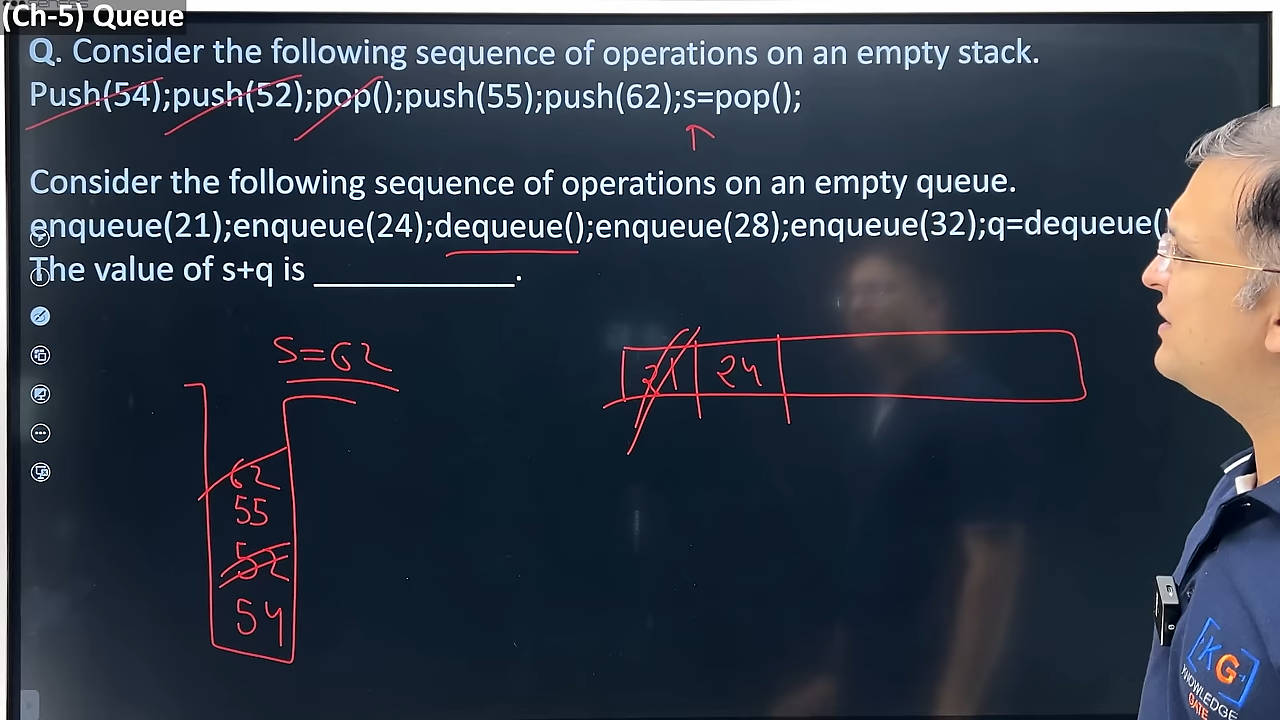 (Ch-5) Queue
Q. Consider the following sequence of operations on an empty stack.
Push(54);push(52);pop();push(55);push(62);s=pop();
Consider the following sequence of operations on an empty queue.
enqueue(21);enqueue(24);dequeue();enqueue(28);enqueue(32);q=dequeue()
The value of s+q is ____________.
S=62
21 24
62
55
52
54
KG
KNOWLEDGE
GATE